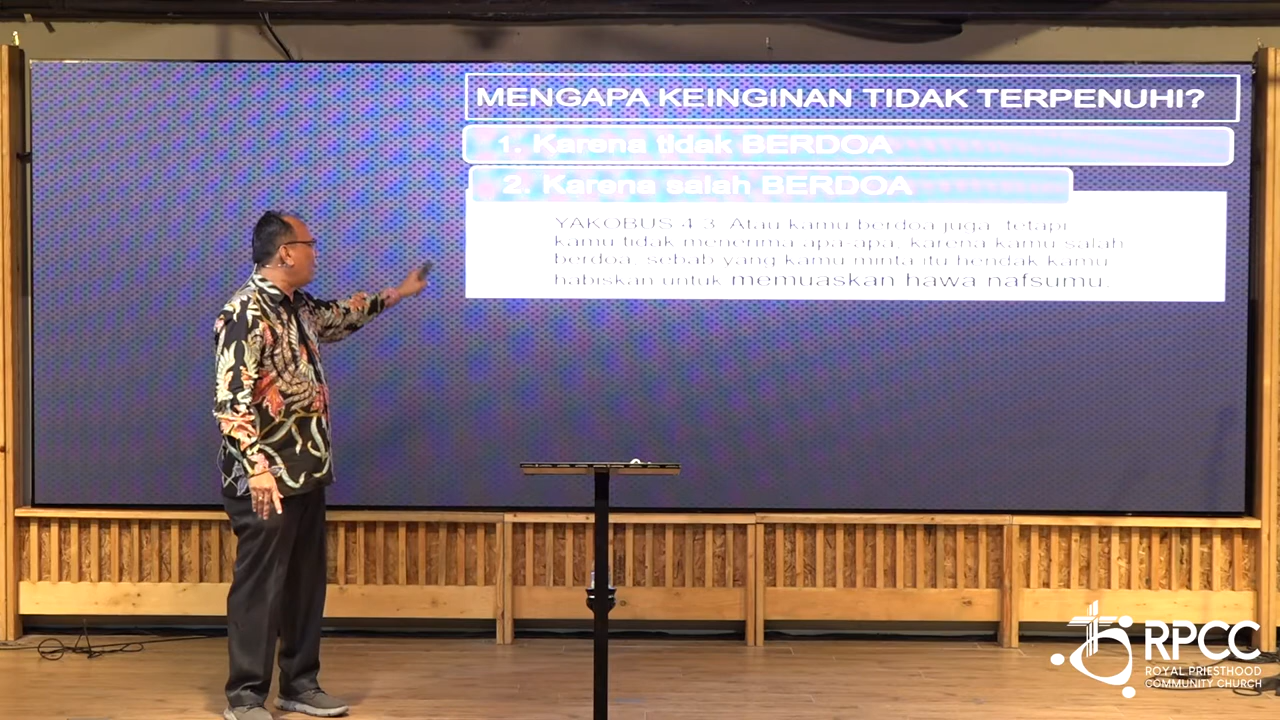 MENGAPA KEINGINAN TIDAK TERPENUHI?
1. Karena tidak BERDOA
2. Karena salah BERDOA
YAKOBUS 4:3 Atau kamu berdoa juga, tetapi
kamu tidak menerima apa-apa, karena kamu salah
berdoa, sebab yang kamu minta itu hendak kamu
habiskan untuk memuaskan hawa nafsumu.
RPCC
ROYAL PRIESTHOOD
COMMUNITY CHURCH